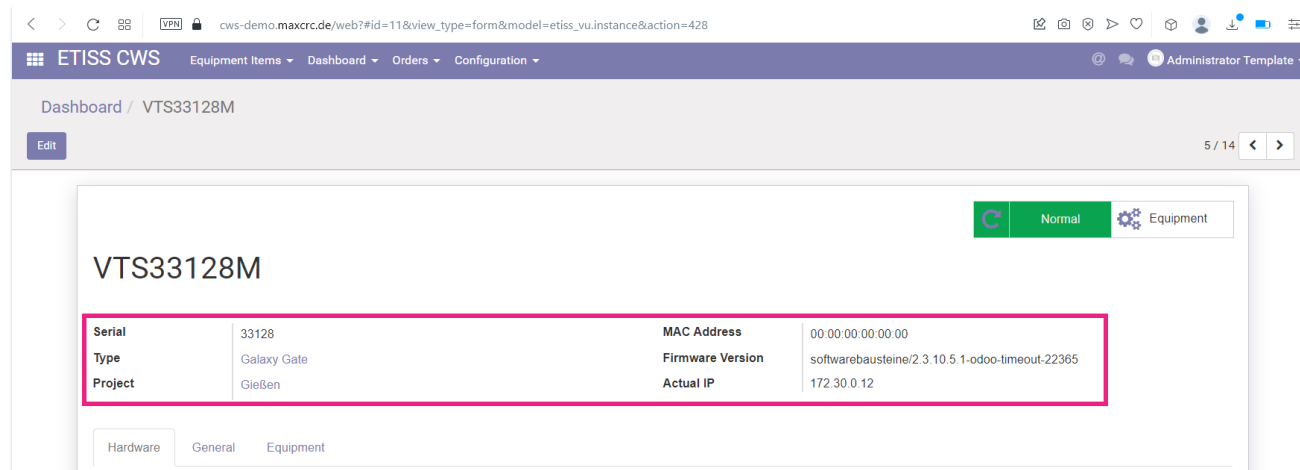 VPN cws-demo.maxcrc.de/web?#id=11&view_type=form&model=etiss_vu.instance&action=428
ETISS CWS Equipment Items Dashboard Orders Configuration @ Administrator Template
Dashboard / VTS33128M
Edit 5 / 14
Normal Equipment
VTS33128M
Serial 33128 MAC Address 00:00:00:00:00:00
Type Galaxy Gate Firmware Version softwarebausteine/2.3.10.5.1-odoo-timeout-22365
Project Gießen Actual IP 172.30.0.12
Hardware General Equipment